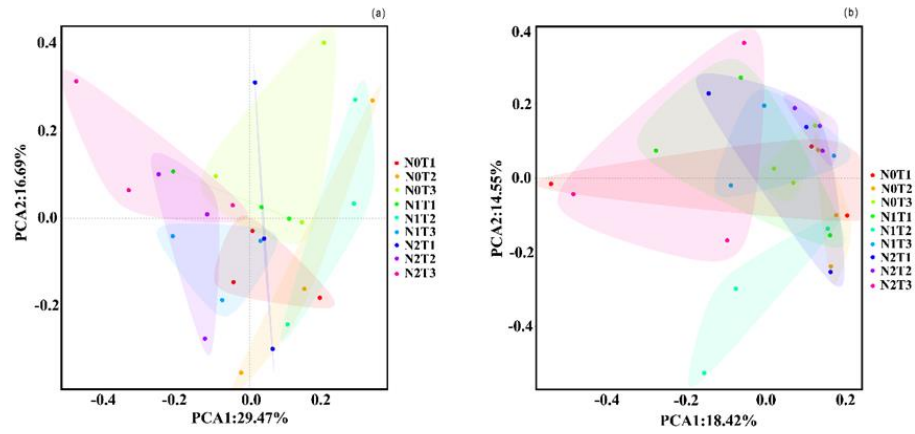 (a)
0.4
0.2
0.0
-0.2
PCA2:16.69%
-0.4
-0.2
0.0
0.2
PCA1:29.47%
N0T1
N0T2
N0T3
N1T1
N1T2
N1T3
N2T1
N2T2
N2T3
(b)
0.4
0.2
0.0
-0.2
-0.4
PCA2:14.55%
-0.4
-0.2
0.0
0.2
PCA1:18.42%
N0T1
N0T2
N0T3
N1T1
N1T2
N1T3
N2T1
N2T2
N2T3